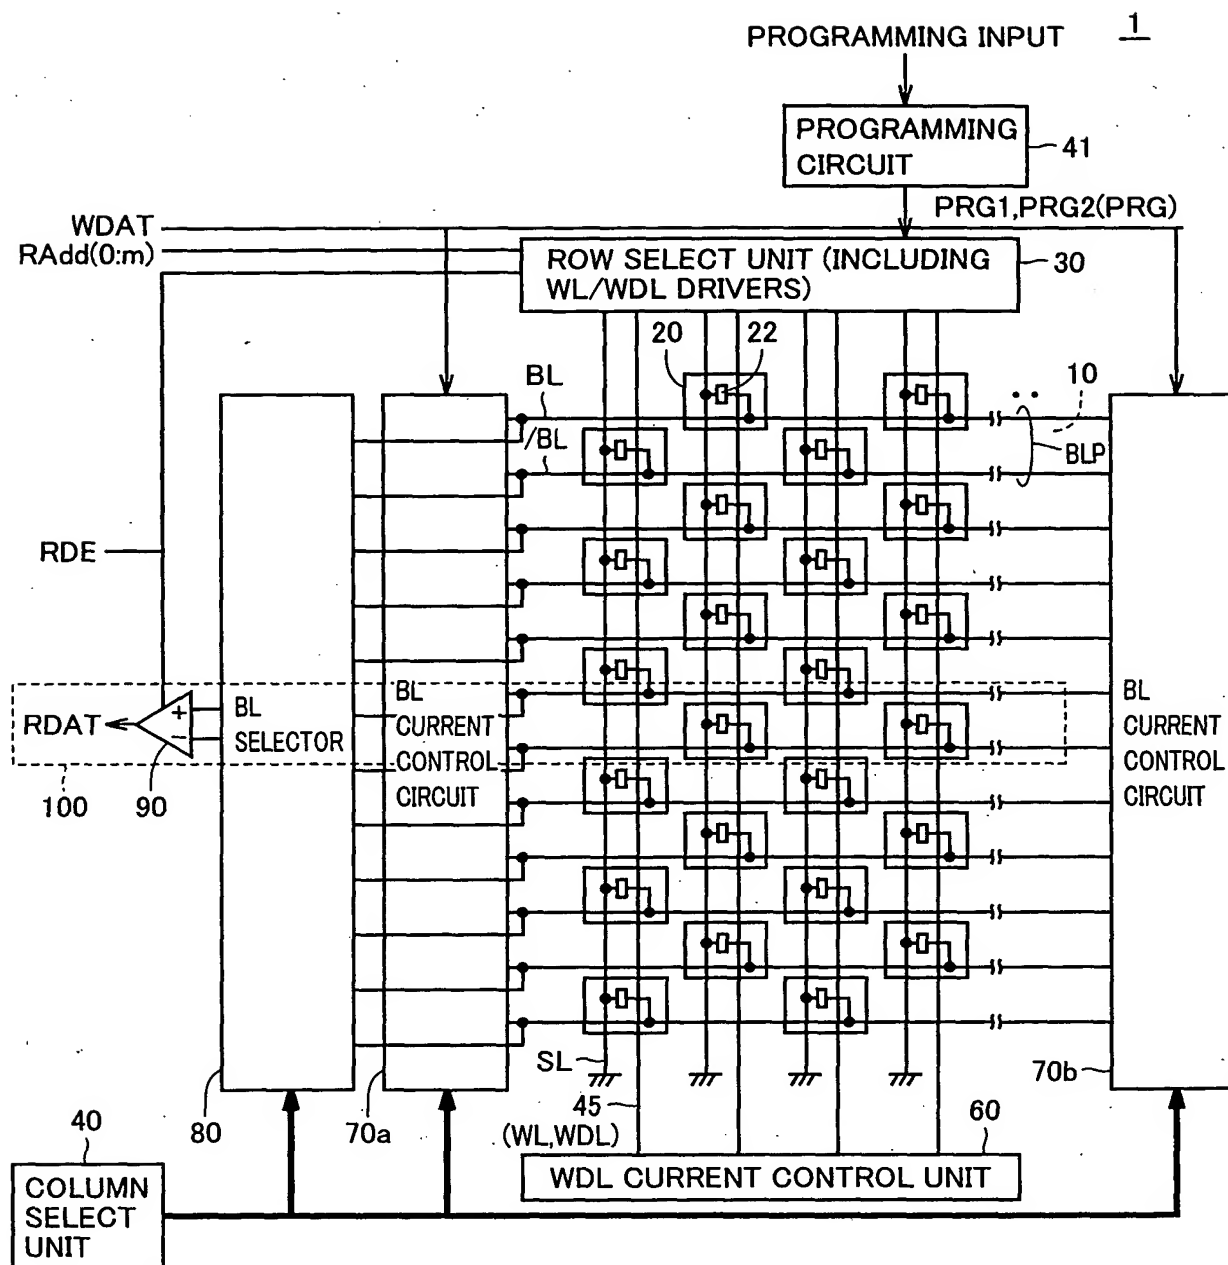 PROGRAMMING INPUT
1
PROGRAMMING
CIRCUIT
41
PRG1,PRG2(PRG)
WDAT
RAdd(0:m)
ROW SELECT UNIT (INCLUDING
WL/WDL DRIVERS)
30
20
22
BL
/BL
10
BLP
RDE
RDAT
+
−
BL
SELECTOR
BL
CURRENT
CONTROL
CIRCUIT
BL
CURRENT
CONTROL
CIRCUIT
100
90
SL
70b
80
70a
45
(WL,WDL)
60
WDL CURRENT CONTROL UNIT
40
COLUMN
SELECT
UNIT